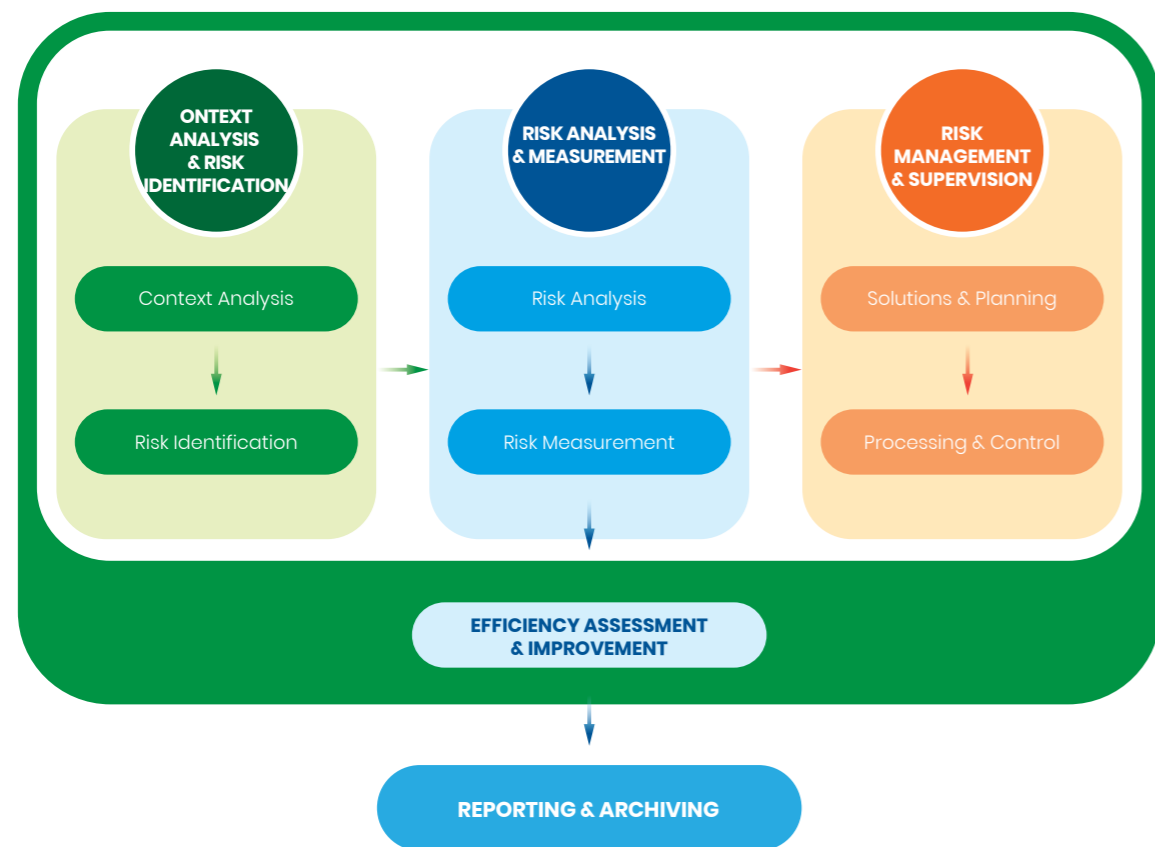 ONTEXT
ANALYSIS
& RISK
IDENTIFICATION
Context Analysis
Risk Identification
RISK ANALYSIS
& MEASUREMENT
Risk Analysis
Risk Measurement
RISK
MANAGEMENT
& SUPERVISION
Solutions & Planning
Processing & Control
EFFICIENCY ASSESSMENT
& IMPROVEMENT
REPORTING & ARCHIVING